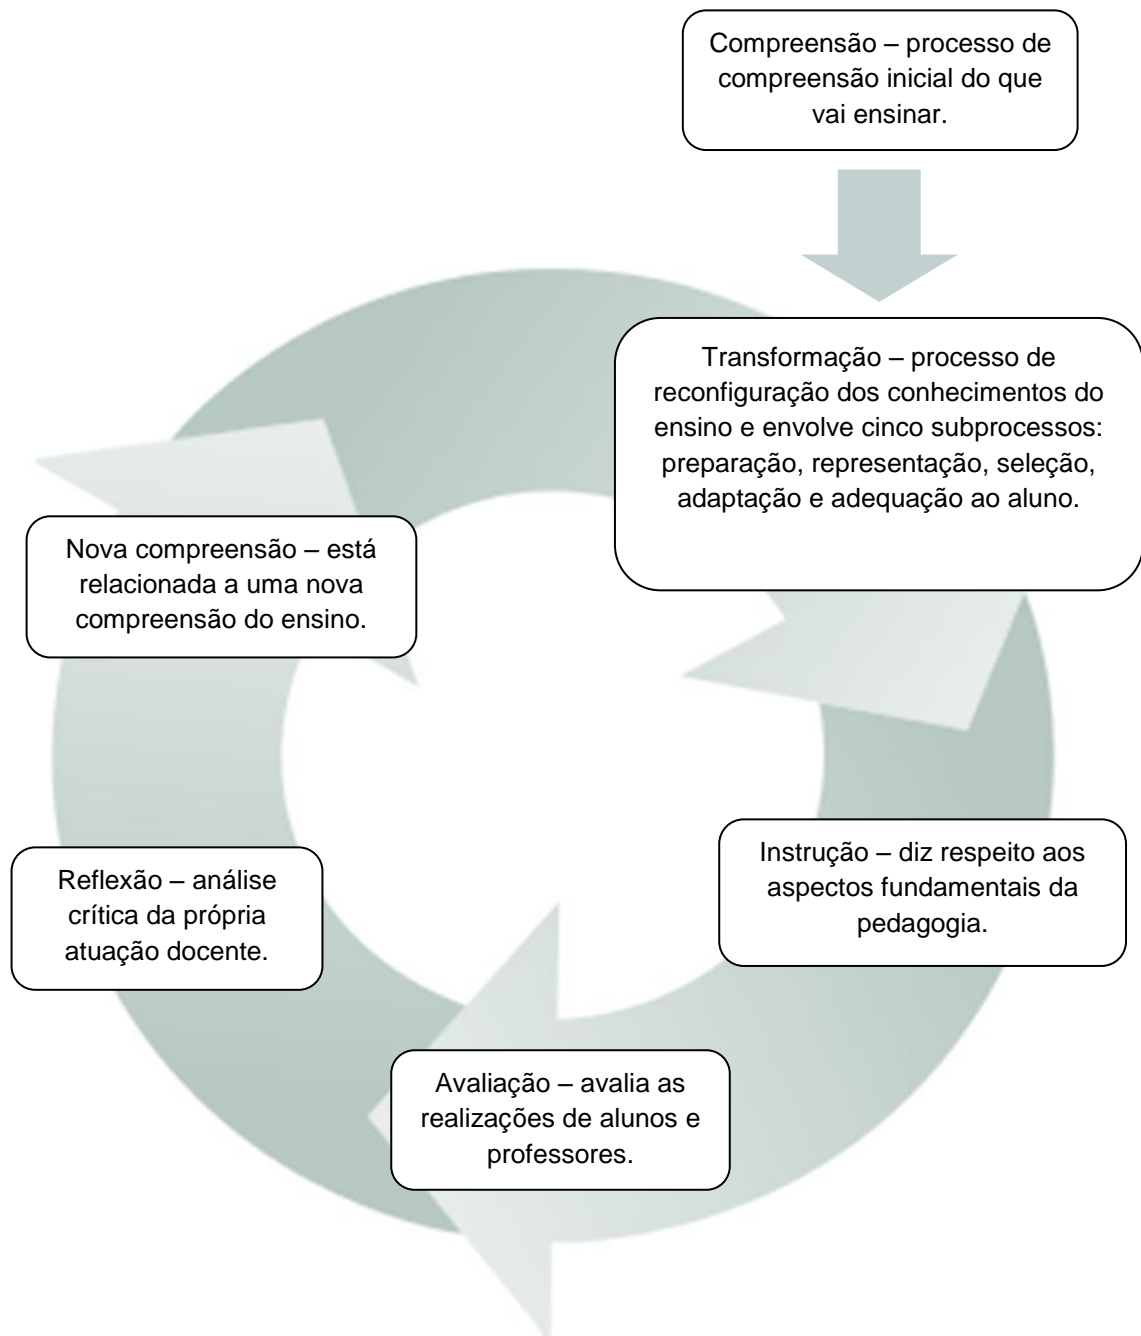 Compreensão – processo de
compreensão inicial do que
vai ensinar.
Transformação – processo de
reconfiguração dos conhecimentos do
ensino e envolve cinco subprocessos:
preparação, representação, seleção,
adaptação e adequação ao aluno.
Nova compreensão – está
relacionada a uma nova
compreensão do ensino.
Instrução – diz respeito aos
aspectos fundamentais da
pedagogia.
Reflexão – análise
crítica da própria
atuação docente.
Avaliação – avalia as
realizações de alunos e
professores.